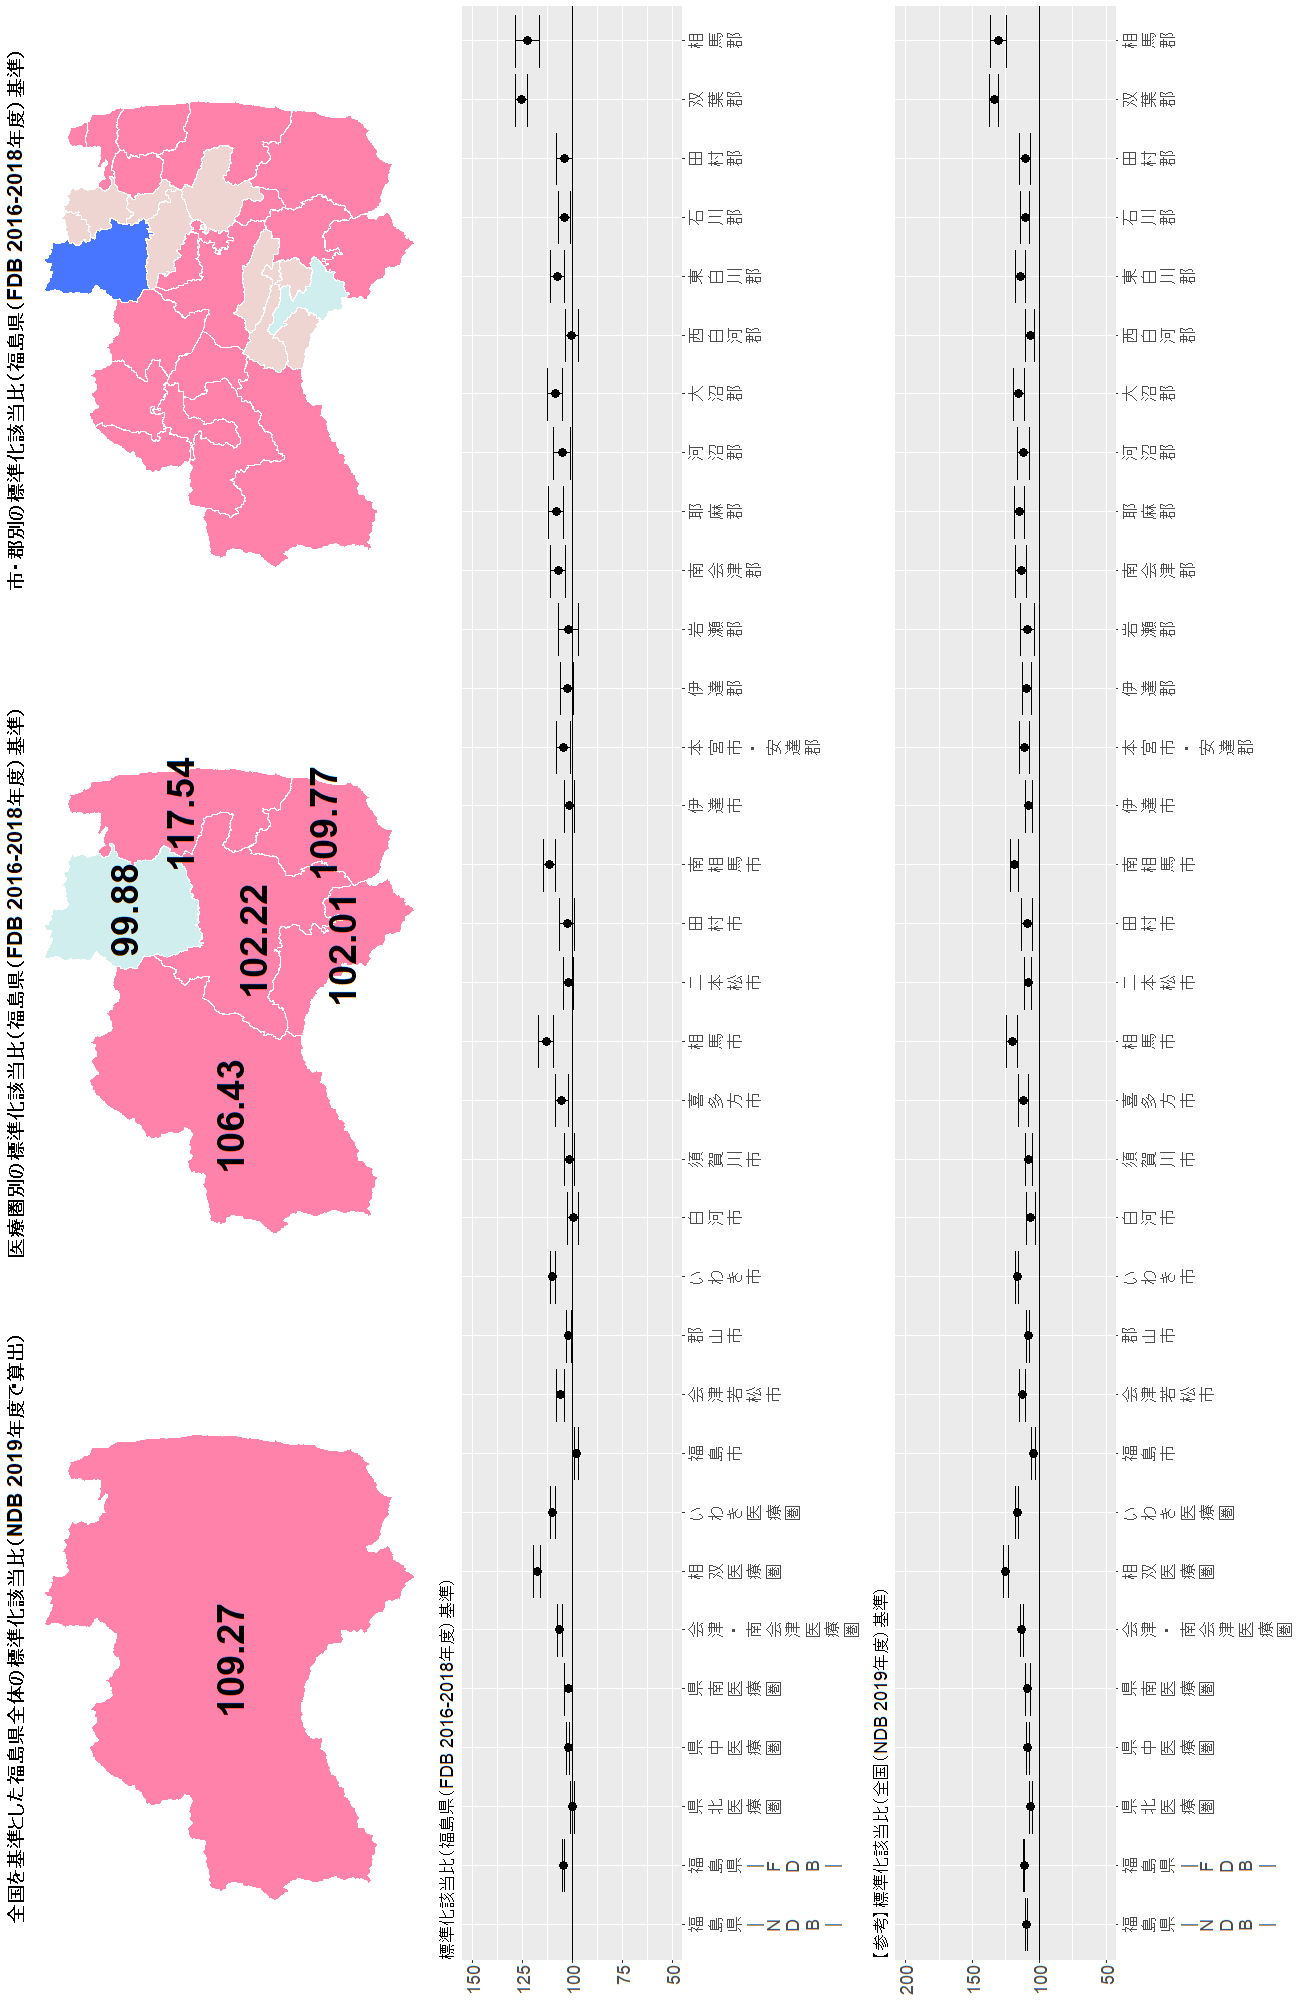 全国を基準とした福島県全体の標準化該当比(NDB 2019年度で算出)
109.27
医療圏別の標準化該当比(福島県(FDB 2016-2018年度)基準)
99.88
117.54
106.43
102.22
109.77
102.01
市・郡別の標準化該当比(福島県(FDB 2016-2018年度)基準)
標準化該当比(福島県(FDB 2016-2018年度)基準)
150
125
100
75
50
福島県(NDB)
福島県(FDB)
県北医療圏
県中医療圏
県南医療圏
会津・南会津医療圏
相双医療圏
いわき医療圏
福島市
会津若松市
郡山市
いわき市
白河市
須賀川市
喜多方市
相馬市
二本松市
田村市
南相馬市
伊達市
本宮市・安達郡
伊達郡
岩瀬郡
南会津郡
耶麻郡
河沼郡
大沼郡
西白河郡
東白川郡
石川郡
田村郡
双葉郡
相馬郡
【参考】標準化該当比(全国(NDB 2019年度)基準)
200
150
100
50
福島県(NDB)
福島県(FDB)
県北医療圏
県中医療圏
県南医療圏
会津・南会津医療圏
相双医療圏
いわき医療圏
福島市
会津若松市
郡山市
いわき市
白河市
須賀川市
喜多方市
相馬市
二本松市
田村市
南相馬市
伊達市
本宮市・安達郡
伊達郡
岩瀬郡
南会津郡
耶麻郡
河沼郡
大沼郡
西白河郡
東白川郡
石川郡
田村郡
双葉郡
相馬郡